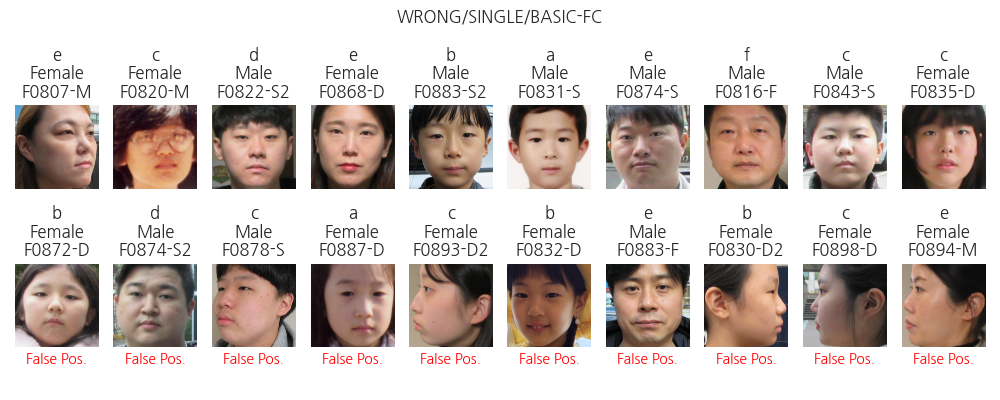 WRONG/SINGLE/BASIC-FC
e c d e b a e f c c
Female Female Male Female Male Male Male Male Male Female
F0807-M F0820-M F0822-S2 F0868-D F0883-S2 F0831-S F0874-S F0816-F F0843-S F0835-D
b d c a c b e b c e
Female Male Male Female Female Female Male Female Female Female
F0872-D F0874-S2 F0878-S F0887-D F0893-D2 F0832-D F0883-F F0830-D2 F0898-D F0894-M
False Pos. False Pos. False Pos. False Pos. False Pos. False Pos. False Pos. False Pos. False Pos. False Pos.